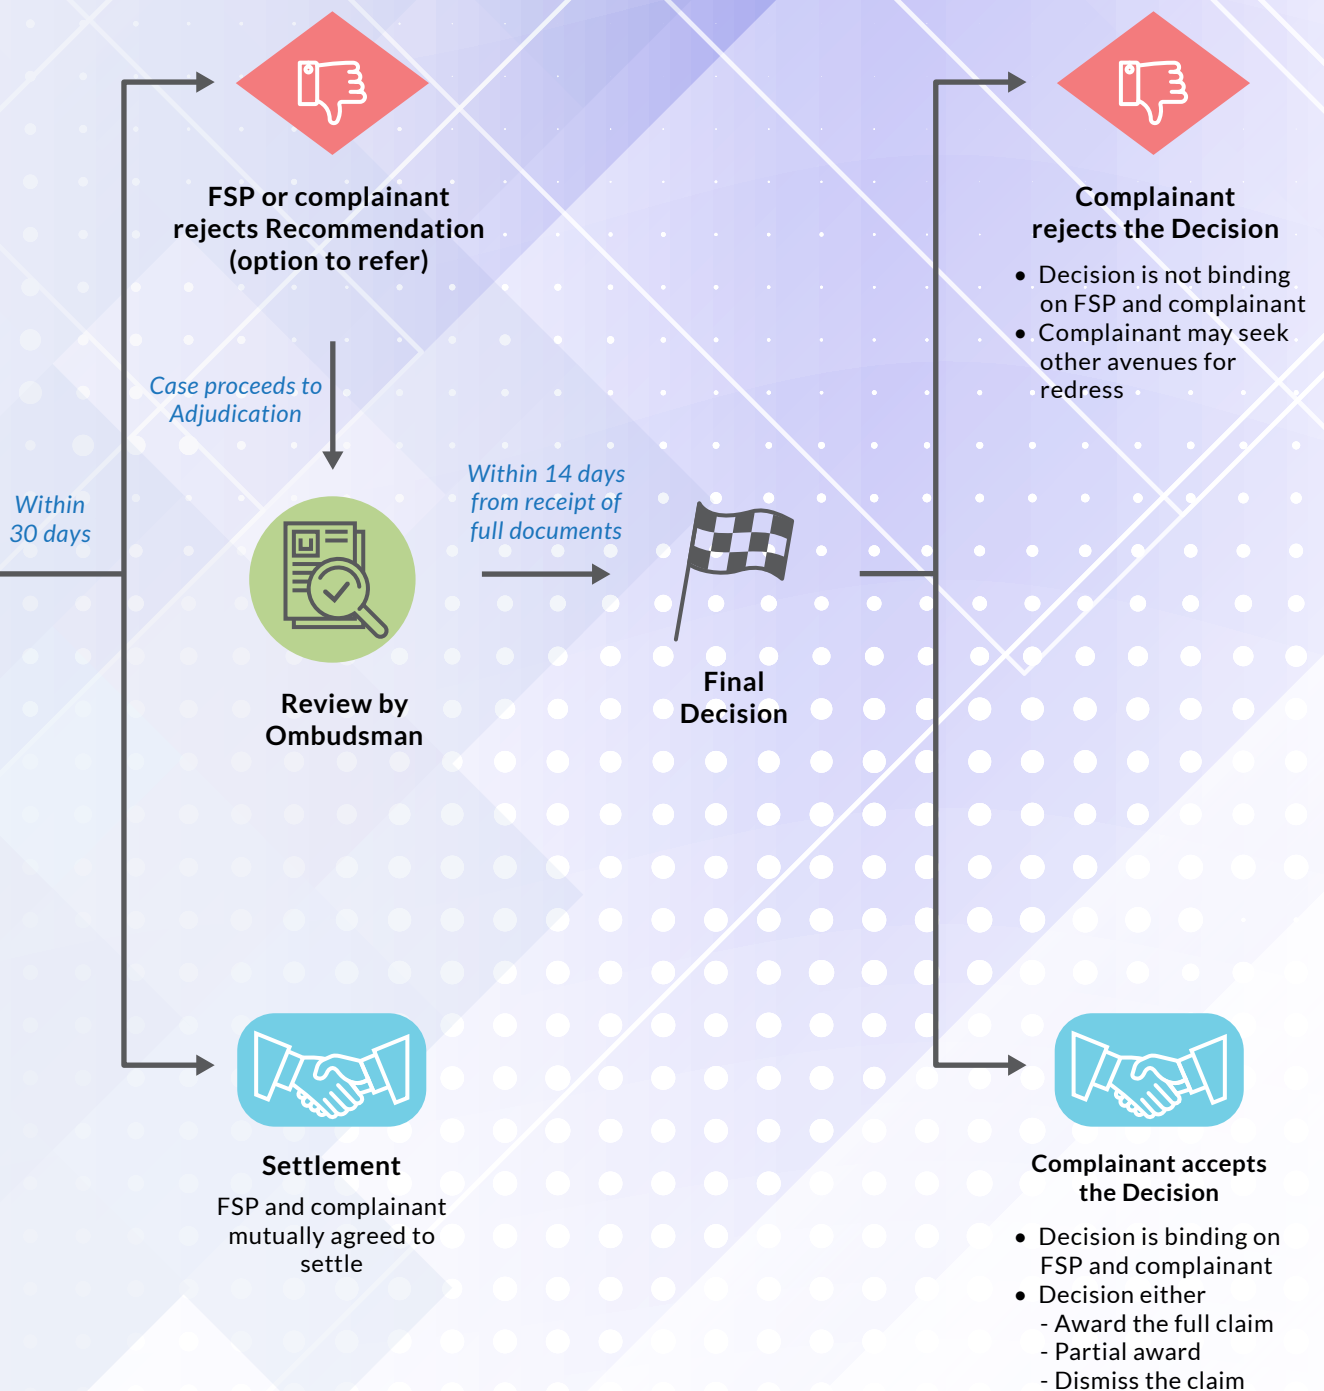 FSP or complainant
rejects Recommendation
(option to refer)
Case proceeds to
Adjudication
Within
30 days
Review by
Ombudsman
Within 14 days
from receipt of
full documents
Final
Decision
Settlement
FSP and complainant
mutually agreed to
settle
Complainant
rejects the Decision
• Decision is not binding
on FSP and complainant
• Complainant may seek
other avenues for
redress
Complainant accepts
the Decision
• Decision is binding on
FSP and complainant
• Decision either
- Award the full claim
- Partial award
- Dismiss the claim